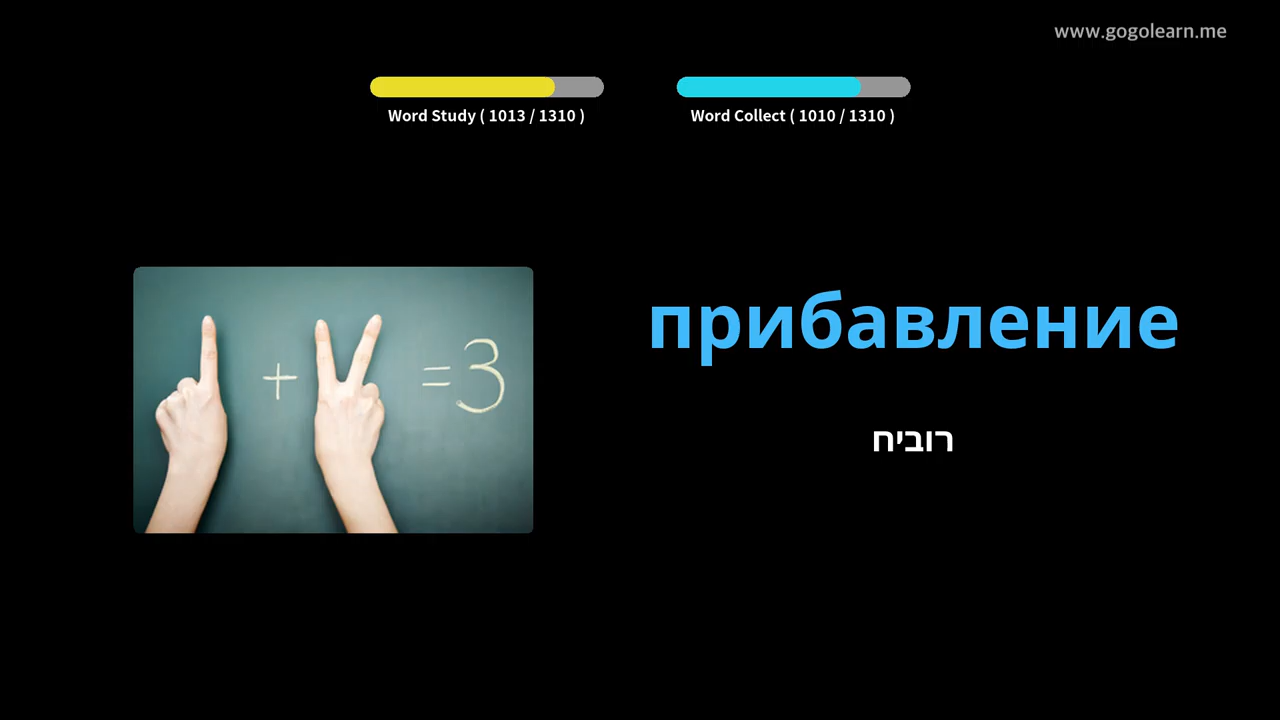 www.gogolearn.me
Word Study ( 1013 / 1310 )
Word Collect ( 1010 / 1310 )
+ =3
прибавление
רוביח